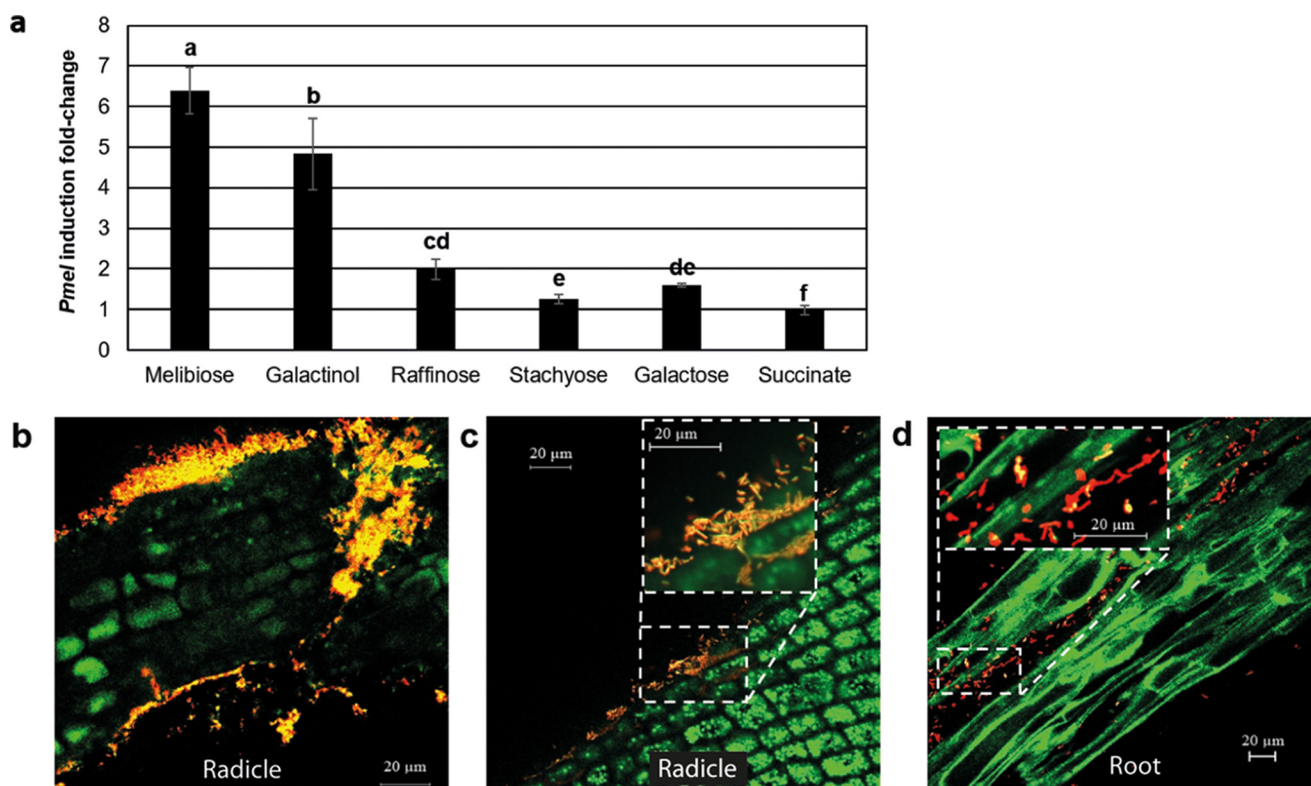 a
Pmel induction fold-change
8
7
6
5
4
3
2
1
0
a
b
cd
e
de
f
Melibiose Galactinol Raffinose Stachyose Galactose Succinate
b
Radicle
20 µm
c
20 µm
20 µm
Radicle
d
20 µm
Root
20 µm